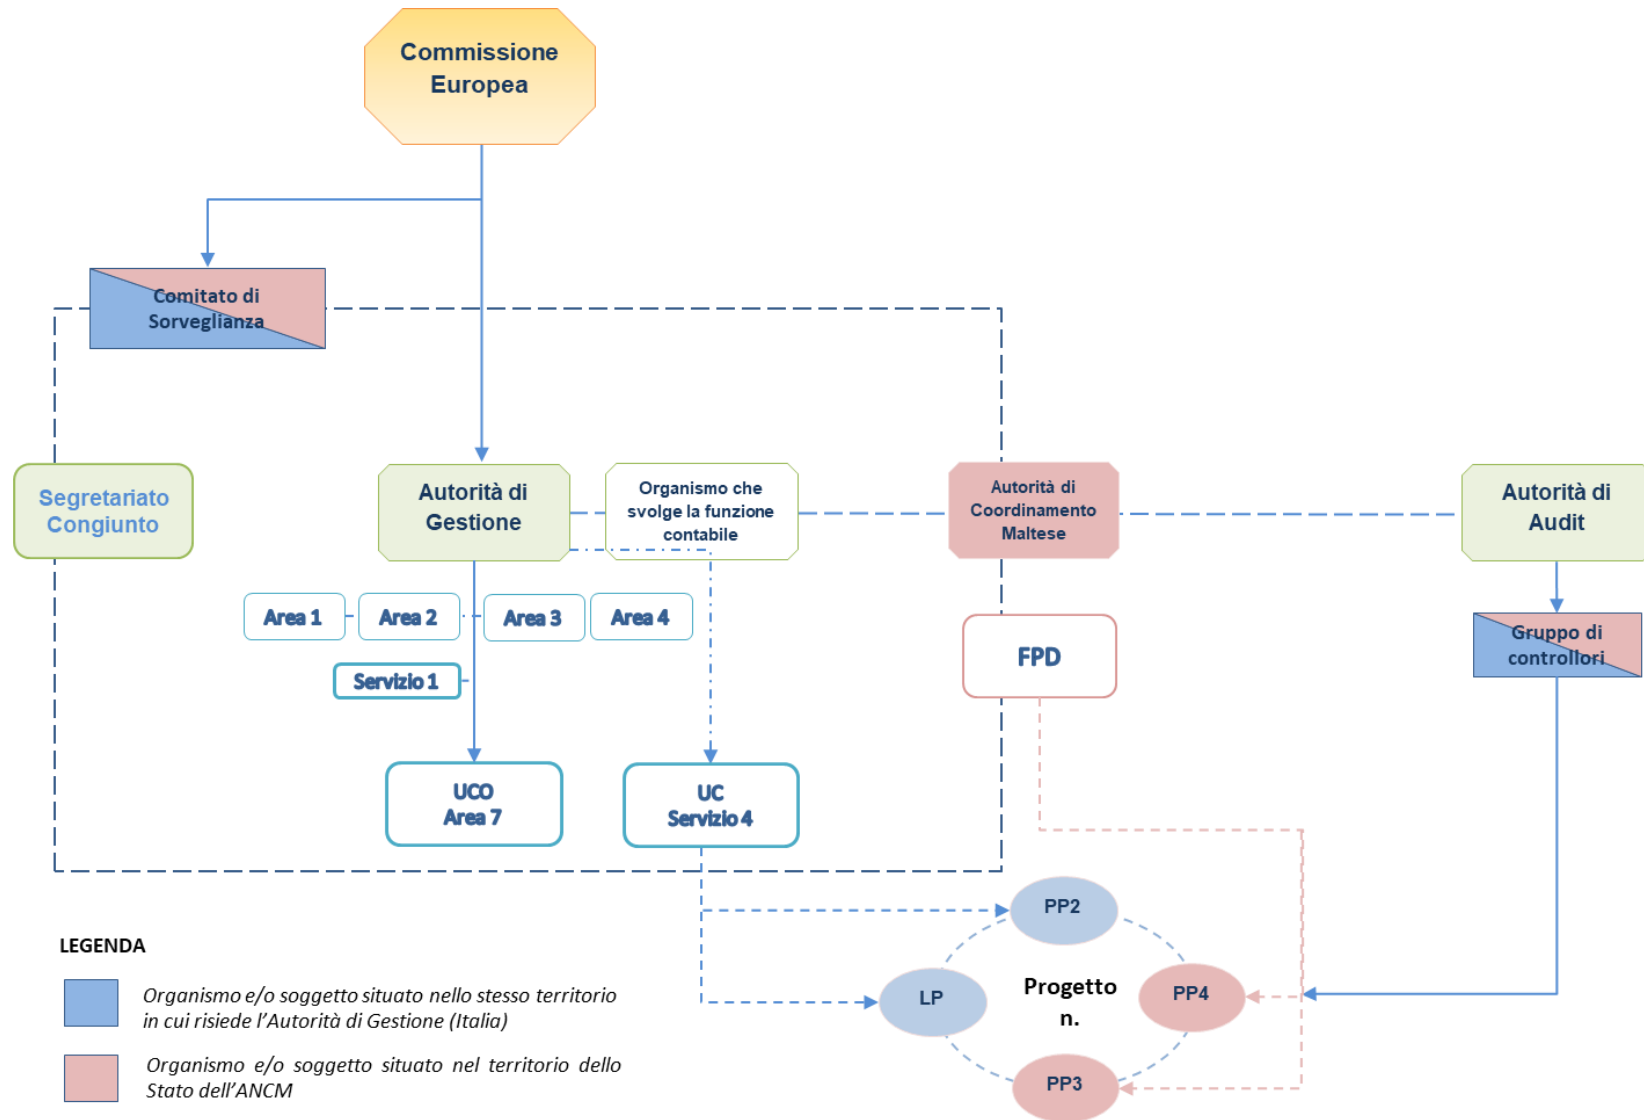 Commissione
Europea
Comitato di
Sorveglianza
Segretariato
Congiunto
Autorità di
Gestione
Organismo che
svolge la funzione
contabile
Autorità di
Coordinamento
Maltese
Autorità di
Audit
Area 1
Area 2
Area 3
Area 4
Servizio 1
FPD
Gruppo di
controllori
UCO
Area 7
UC
Servizio 4
PP2
LP
Progetto
n.
PP4
PP3
LEGENDA
Organismo e/o soggetto situato nello stesso territorio
in cui risiede l’Autorità di Gestione (Italia)
Organismo e/o soggetto situato nel territorio dello
Stato dell’ANCM